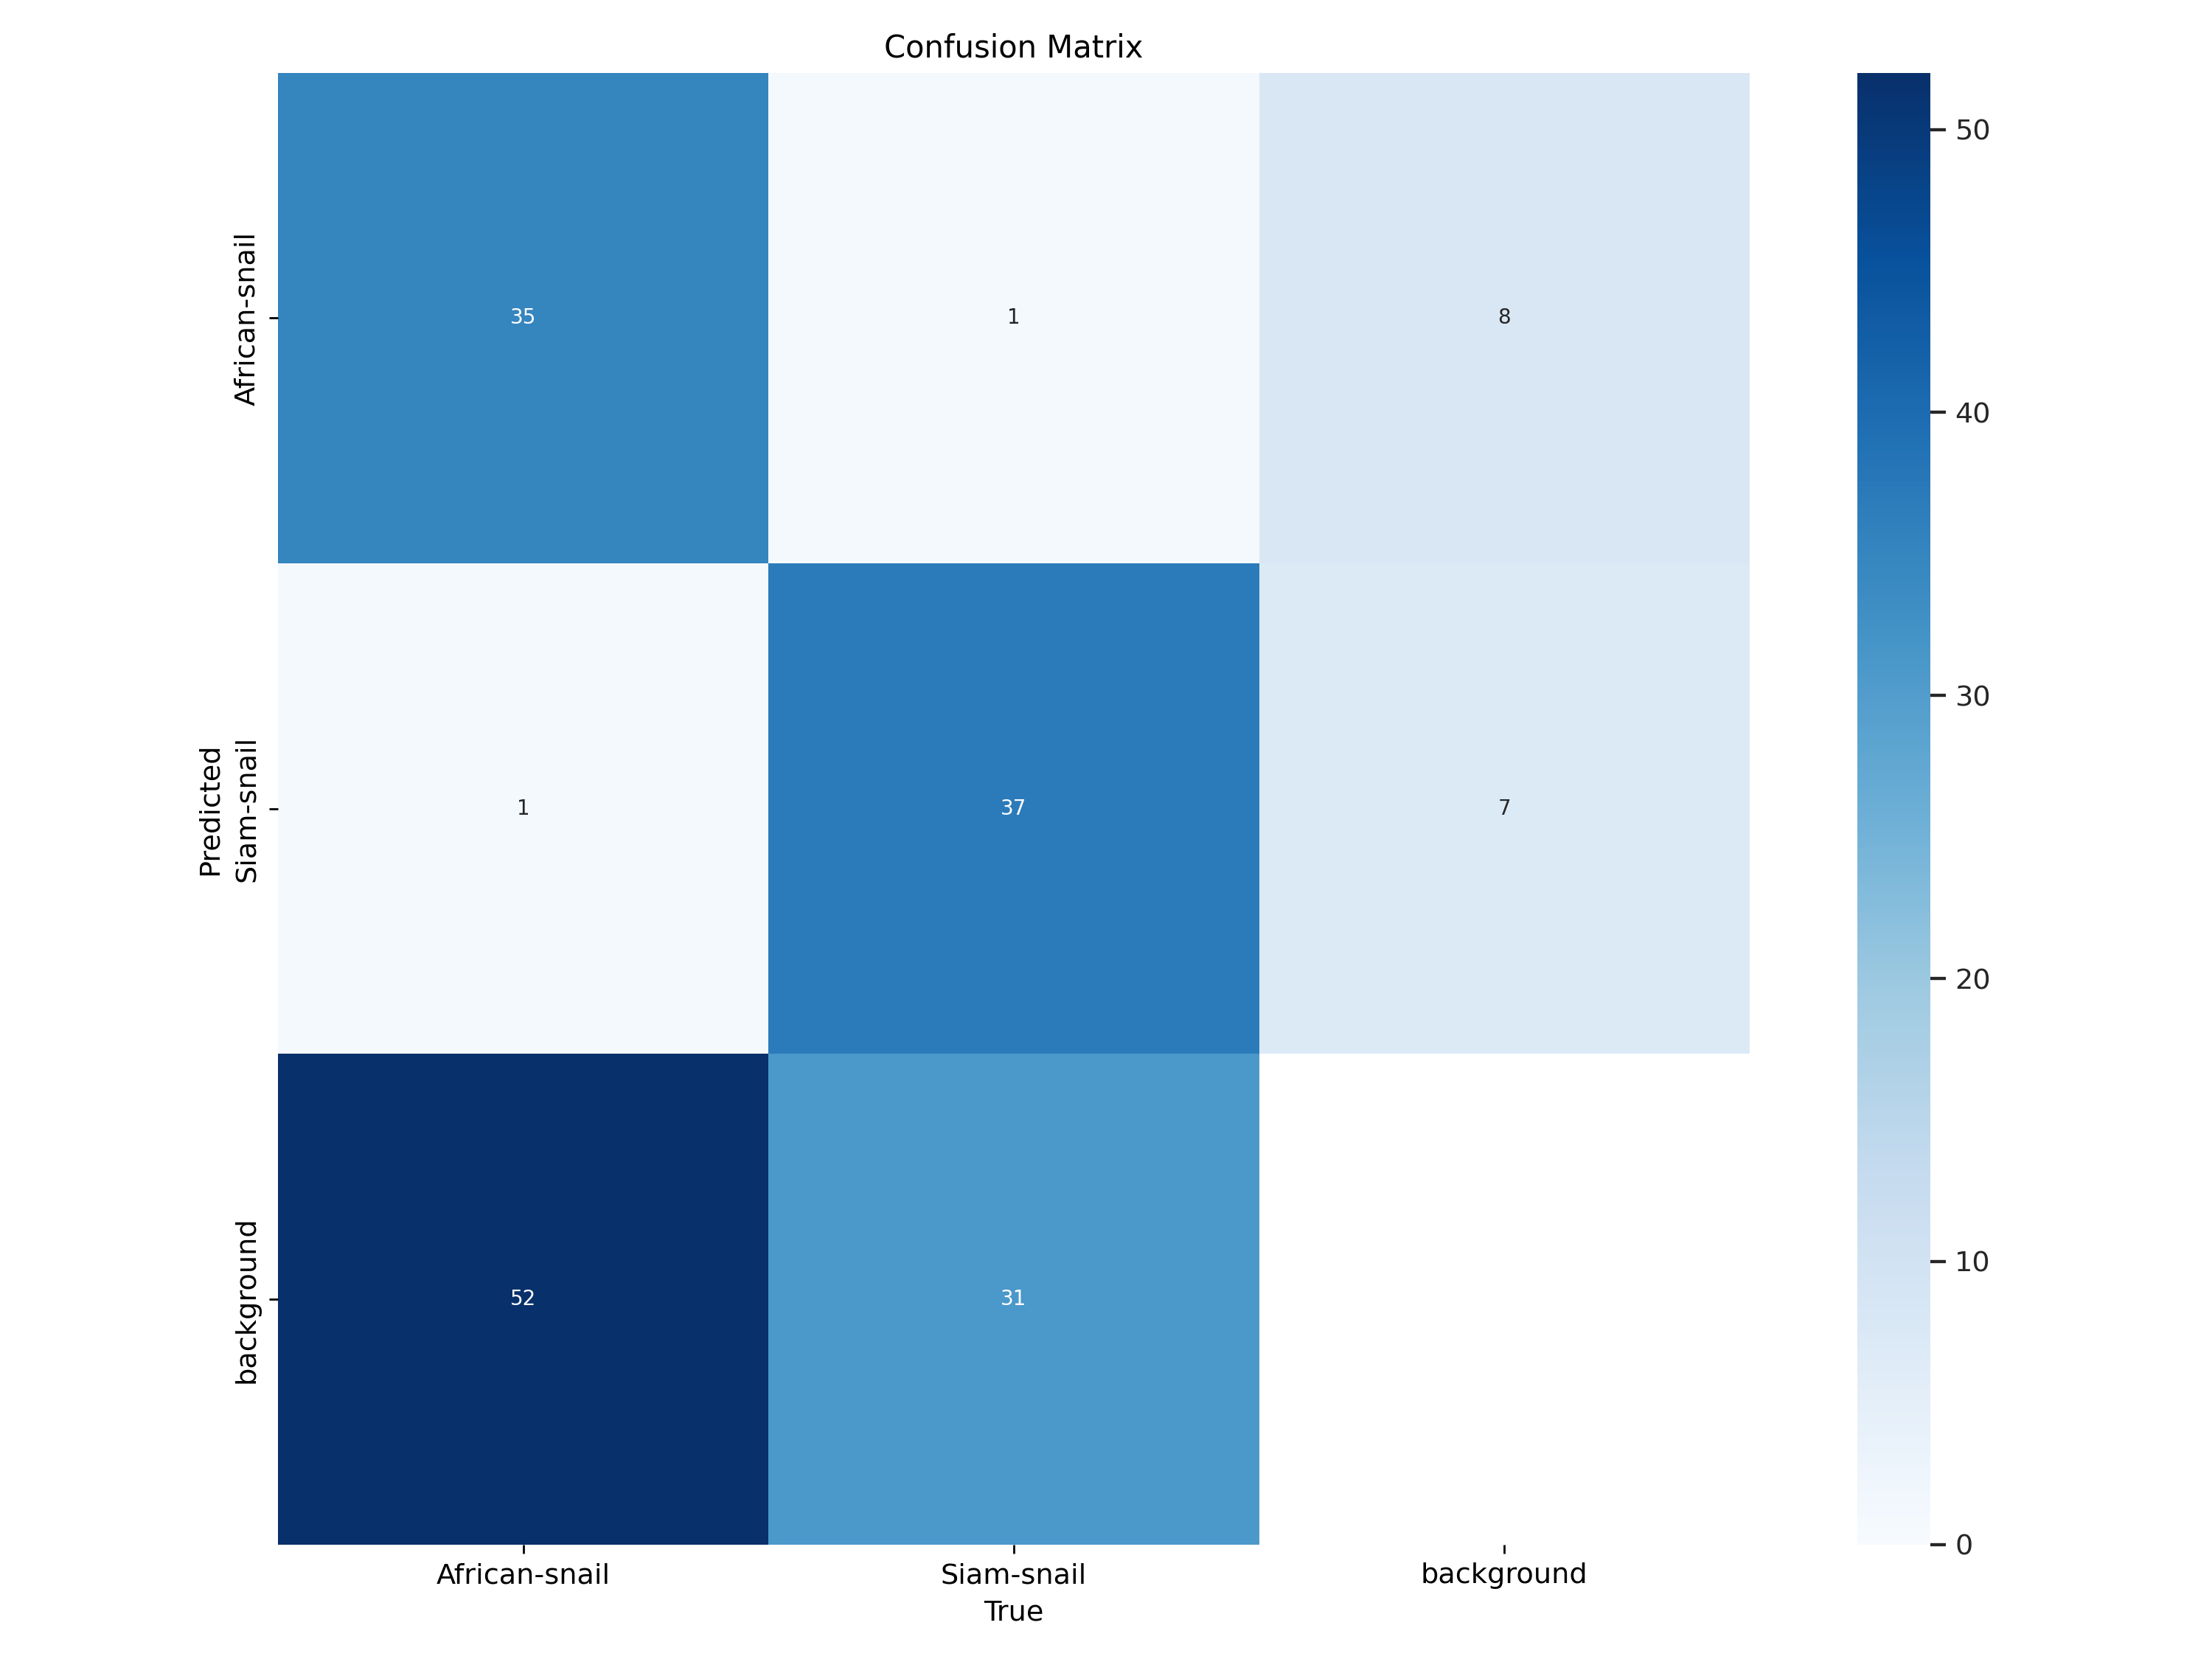 Confusion Matrix
African-snail
35
1
8
Predicted
Siam-snail
1
37
7
background
52
31
African-snail
Siam-snail
background
True
50
40
30
20
10
0